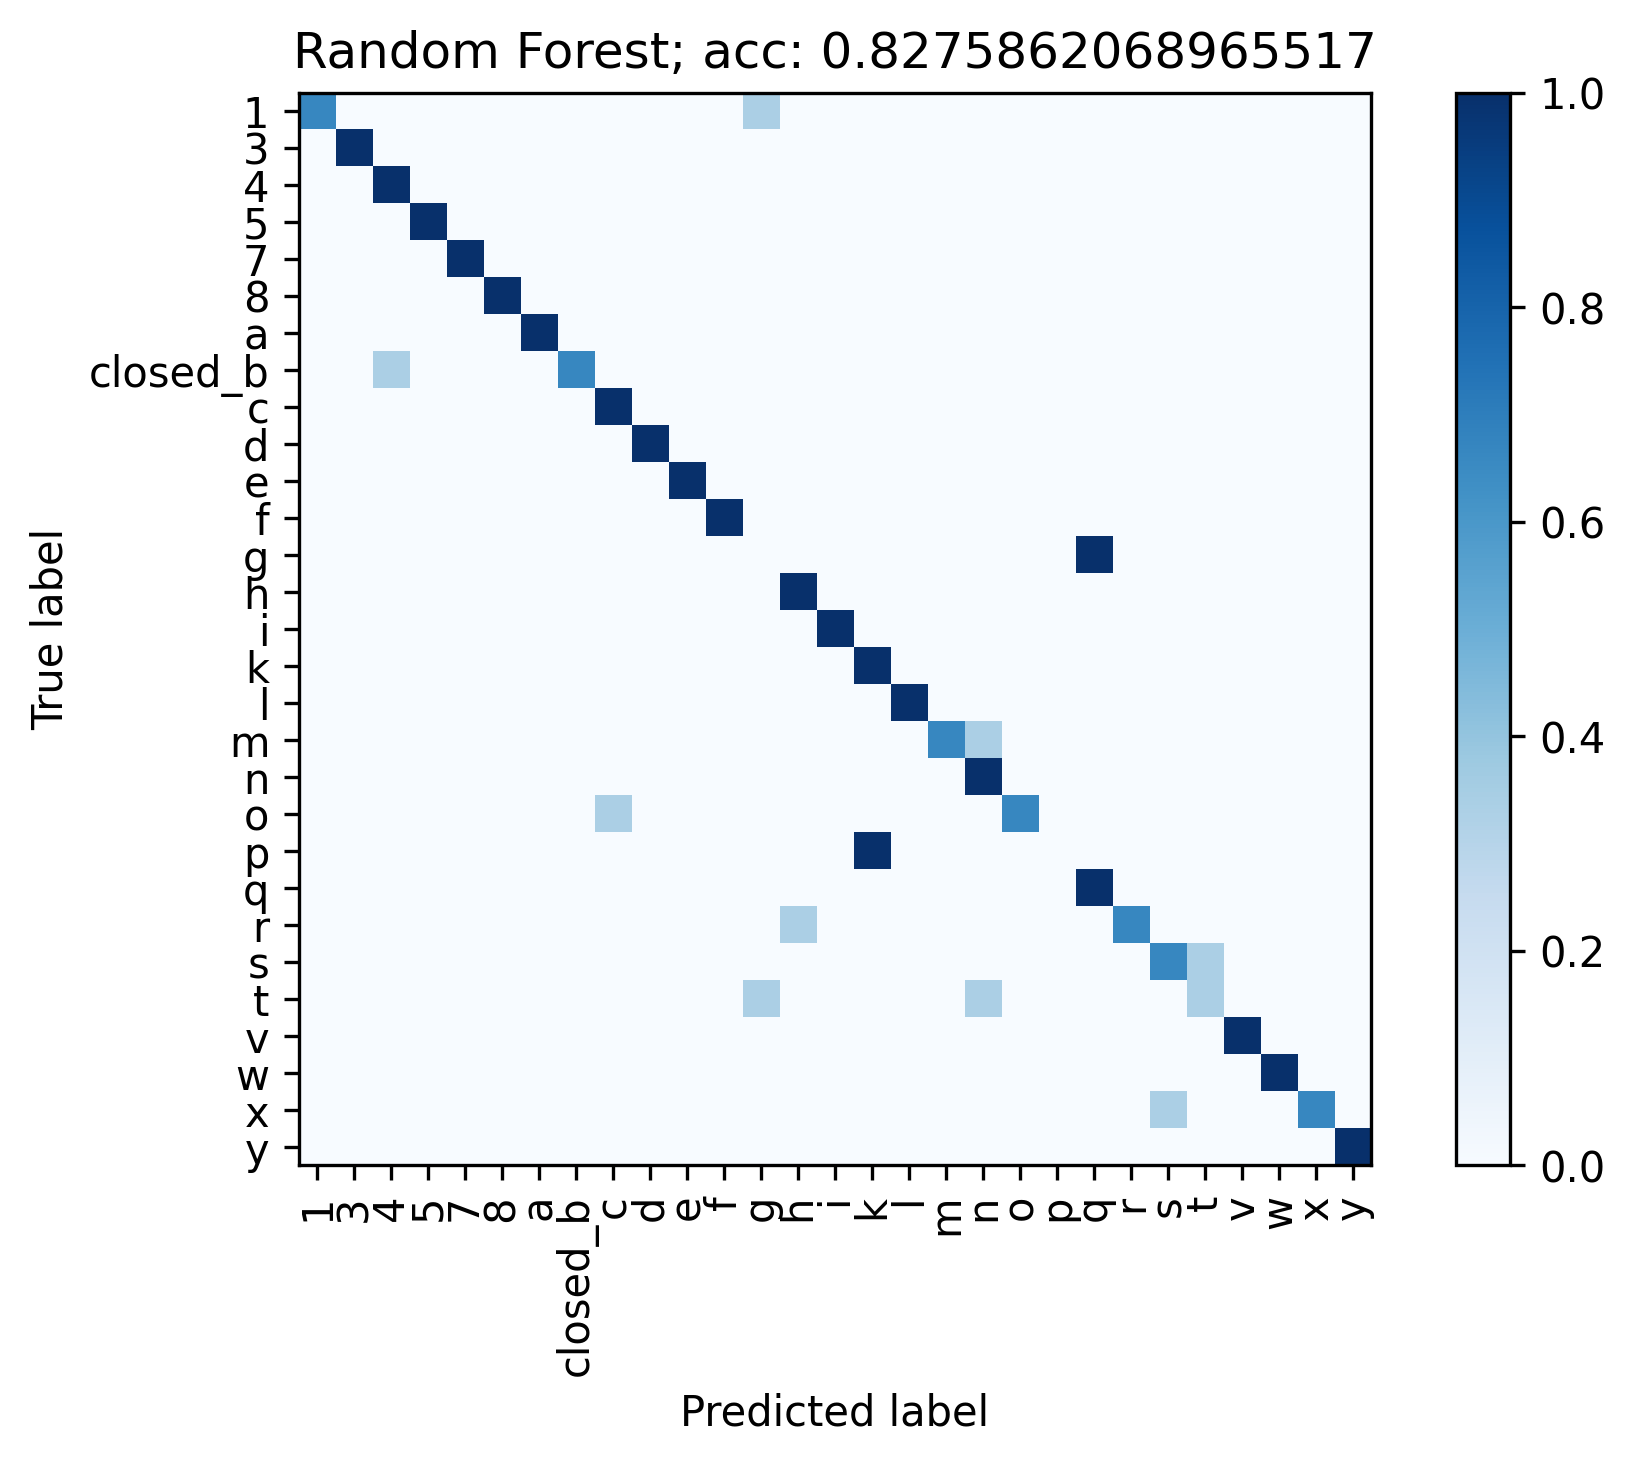 Random Forest; acc: 0.8275862068965517
True label
1
3
4
5
7
8
a
closed_b
c
d
e
f
g
h
i
k
l
m
n
o
p
q
r
s
t
v
w
x
y
1 3 4 5 7 8 a closed_b c d e f g h i k l m n o p q r s t v w x y
Predicted label
1.0
0.8
0.6
0.4
0.2
0.0